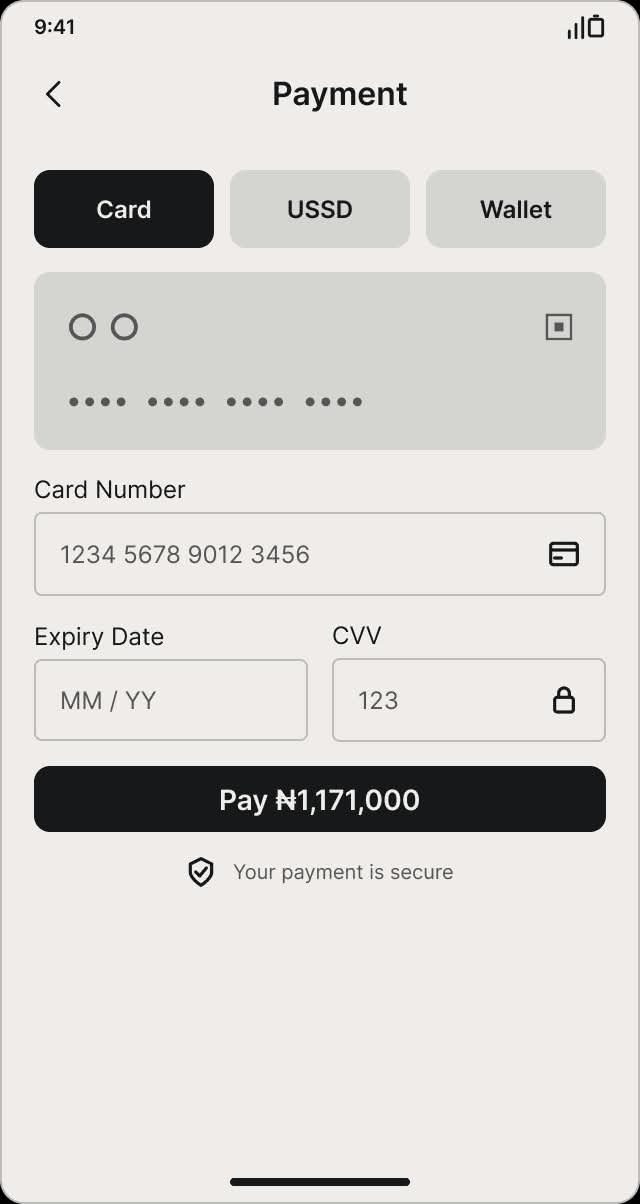 9:41
Payment
Card USSD Wallet
•••• •••• •••• ••••
Card Number
1234 5678 9012 3456
Expiry Date CVV
MM / YY 123
Pay ₦1,171,000
Your payment is secure